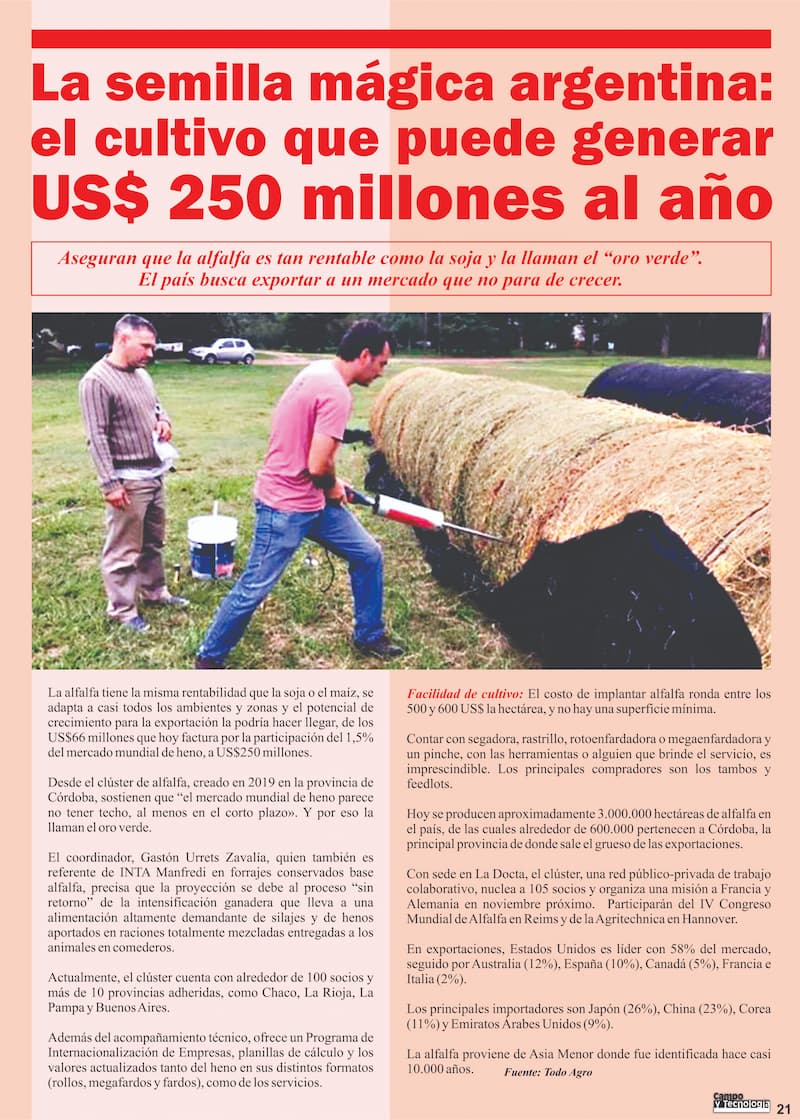 La semilla mágica argentina:
el cultivo que puede generar
US$ 250 millones al año
Aseguran que la alfalfa es tan rentable como la soja y la llaman el “oro verde”.
El país busca exportar a un mercado que no para de crecer.
La alfalfa tiene la misma rentabilidad que la soja o el maíz, se
adapta a casi todos los ambientes y zonas y el potencial de
crecimiento para la exportación la podría hacer llegar, de los
US$66 millones que hoy factura por la participación del 1,5%
del mercado mundial de heno, a US$250 millones.
Desde el clúster de alfalfa, creado en 2019 en la provincia de
Córdoba, sostienen que “el mercado mundial de heno parece
no tener techo, al menos en el corto plazo». Y por eso la
llaman el oro verde.
El coordinador, Gastón Urrets Zavalía, quien también es
referente de INTA Manfredi en forrajes conservados base
alfalfa, precisa que la proyección se debe al proceso “sin
retorno” de la intensificación ganadera que lleva a una
alimentación altamente demandante de silajes y de henos
aportados en raciones totalmente mezcladas entregadas a los
animales en comederos.
Actualmente, el clúster cuenta con alrededor de 100 socios y
más de 10 provincias adheridas, como Chaco, La Rioja, La
Pampa y Buenos Aires.
Además del acompañamiento técnico, ofrece un Programa de
Internacionalización de Empresas, planillas de cálculo y los
valores actualizados tanto del heno en sus distintos formatos
(rollos, megafardos y fardos), como de los servicios.
Facilidad de cultivo: El costo de implantar alfalfa ronda entre los
500 y 600 US$ la hectárea, y no hay una superficie mínima.
Contar con segadora, rastrillo, rotoenfardadora o megaenfardadora y
un pinche, con las herramientas o alguien que brinde el servicio, es
imprescindible. Los principales compradores son los tambos y
feedlots.
Hoy se producen aproximadamente 3.000.000 hectáreas de alfalfa en
el país, de las cuales alrededor de 600.000 pertenecen a Córdoba, la
principal provincia de donde sale el grueso de las exportaciones.
Con sede en La Docta, el clúster, una red público-privada de trabajo
colaborativo, nuclea a 105 socios y organiza una misión a Francia y
Alemania en noviembre próximo. Participarán del IV Congreso
Mundial de Alfalfa en Reims y de la Agritechnica en Hannover.
En exportaciones, Estados Unidos es líder con 58% del mercado,
seguido por Australia (12%), España (10%), Canadá (5%), Francia e
Italia (2%).
Los principales importadores son Japón (26%), China (23%), Corea
(11%) y Emiratos Árabes Unidos (9%).
La alfalfa proviene de Asia Menor donde fue identificada hace casi
10.000 años. Fuente: Todo Agro
Campo
y Tecnología
21